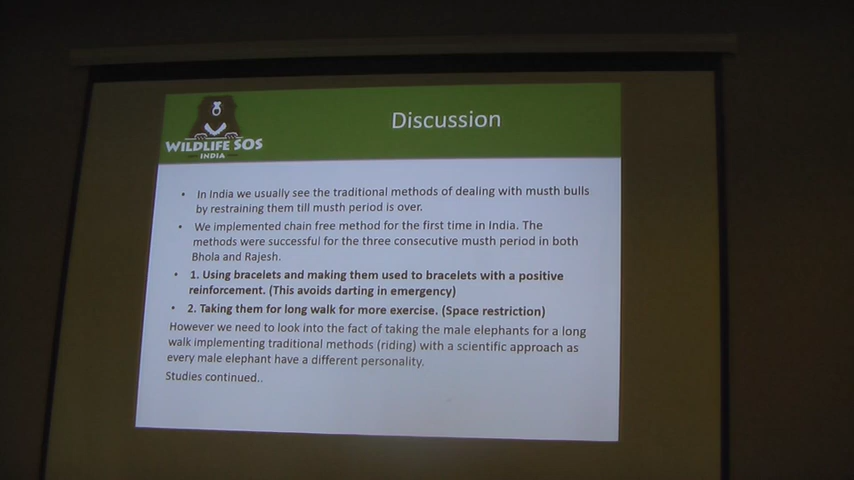 WILDLIFE SOS
INDIA
Discussion
• In India we usually see the traditional methods of dealing with musth bulls
by restraining them till musth period is over.
• We implemented chain free method for the first time in India. The
methods were successful for the three consecutive musth period in both
Bhola and Rajesh.
• 1. Using bracelets and making them used to bracelets with a positive
reinforcement. (This avoids darting in emergency)
• 2. Taking them for long walk for more exercise. (Space restriction)
However we need to look into the fact of taking the male elephants for a long
walk implementing traditional methods (riding) with a scientific approach as
every male elephant have a different personality.
Studies continued..